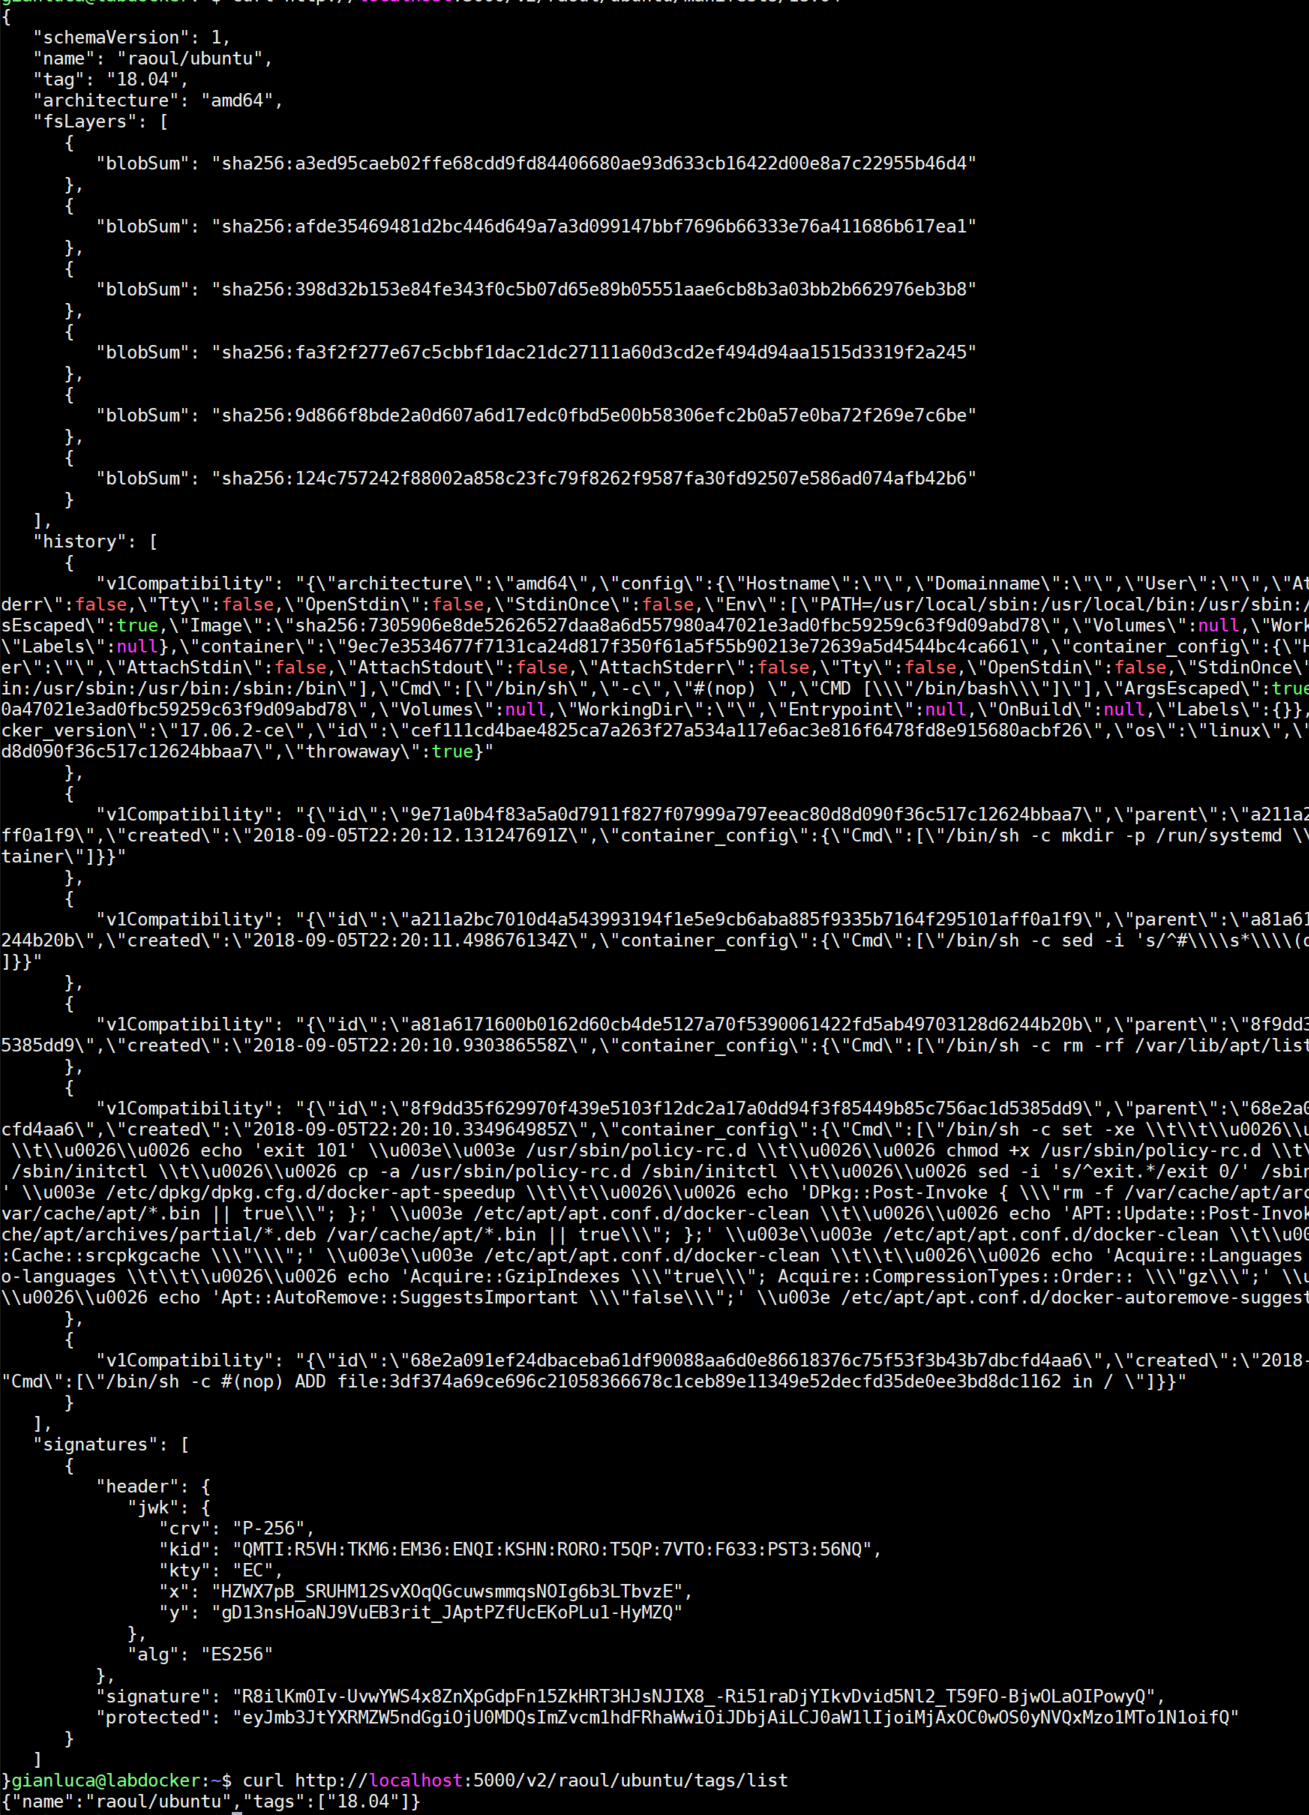 {
   "schemaVersion": 1,
   "name": "raoul/ubuntu",
   "tag": "18.04",
   "architecture": "amd64",
   "fsLayers": [
      {
         "blobSum": "sha256:a3ed95caeb02ffe68cdd9fd84406680ae93d633cb16422d00e8a7c22955b46d4"
      },
      {
         "blobSum": "sha256:afde35469481d2bc446d649a7a3d099147bbf7696b66333e76a411686b617ea1"
      },
      {
         "blobSum": "sha256:398d32b153e84fe343f0c5b07d65e89b05551aae6cb8b3a03bb2b662976eb3b8"
      },
      {
         "blobSum": "sha256:fa3f2f277e67c5cbbf1dac21dc27111a60d3cd2ef494d94aa1515d3319f2a245"
      },
      {
         "blobSum": "sha256:9d866f8bde2a0d607a6d17edc0fbd5e00b58306efc2b0a57e0ba72f269e7c6be"
      },
      {
         "blobSum": "sha256:124c757242f88002a858c23fc79f8262f9587fa30fd92507e586ad074afb42b6"
      }
   ],
   "history": [
      {
         "v1Compatibility": "{\"architecture\":\"amd64\",\"config\":{\"Hostname\":\"\",\"Domainname\":\"\",\"User\":\"\",\"At
derr\":false,\"Tty\":false,\"OpenStdin\":false,\"StdinOnce\":false,\"Env\":[\"PATH=/usr/local/sbin:/usr/local/bin:/usr/sbin:/
sEscaped\":true,\"Image\":\"sha256:7305906e8de52626527daa8a6d557980a47021e3ad0fbc59259c63f9d09abd78\",\"Volumes\":null,\"Work
\"Labels\":null},\"container\":\"9ec7e3534677f7131ca24d817f350f61a5f55b90213e72639a5d4544bc4ca661\",\"container_config\":{\"H
er\":\"\",\"AttachStdin\":false,\"AttachStdout\":false,\"AttachStderr\":false,\"Tty\":false,\"OpenStdin\":false,\"StdinOnce\"
in:/usr/sbin:/usr/bin:/sbin:/bin\"],\"Cmd\":[\"/bin/sh\",\"-c\",\"#(nop) \",\"CMD [\\\"/bin/bash\\\"]\"],\"ArgsEscaped\":true
0a47021e3ad0fbc59259c63f9d09abd78\",\"Volumes\":null,\"WorkingDir\":\"\",\"Entrypoint\":null,\"OnBuild\":null,\"Labels\":{}},
cker_version\":\"17.06.2-ce\",\"id\":\"cef111cd4bae4825ca7a263f27a534a117e6ac3e816f6478fd8e915680acbf26\",\"os\":\"linux\",\"
d8d090f36c517c12624bbaa7\",\"throwaway\":true}"
      },
      {
         "v1Compatibility": "{\"id\":\"9e71a0b4f83a5a0d7911f827f07999a797eeac80d8d090f36c517c12624bbaa7\",\"parent\":\"a211a2
ff0a1f9\",\"created\":\"2018-09-05T22:20:12.131247691Z\",\"container_config\":{\"Cmd\":[\"/bin/sh -c mkdir -p /run/systemd \\
tainer\"]}}"
      },
      {
         "v1Compatibility": "{\"id\":\"a211a2bc7010d4a543993194f1e5e9cb6aba885f9335b7164f295101aff0a1f9\",\"parent\":\"a81a61
244b20b\",\"created\":\"2018-09-05T22:20:11.498676134Z\",\"container_config\":{\"Cmd\":[\"/bin/sh -c sed -i 's/^#\\\\s*\\\\(d
]}}"
      },
      {
         "v1Compatibility": "{\"id\":\"a81a6171600b0162d60cb4de5127a70f5390061422fd5ab49703128d6244b20b\",\"parent\":\"8f9dd3
5385dd9\",\"created\":\"2018-09-05T22:20:10.930386558Z\",\"container_config\":{\"Cmd\":[\"/bin/sh -c rm -rf /var/lib/apt/list
      },
      {
         "v1Compatibility": "{\"id\":\"8f9dd35f629970f439e5103f12dc2a17a0dd94f3f85449b85c756ac1d5385dd9\",\"parent\":\"68e2a0
cfd4aa6\",\"created\":\"2018-09-05T22:20:10.334964985Z\",\"container_config\":{\"Cmd\":[\"/bin/sh -c set -xe \\t\\t\\u0026\\u
 \\t\\u0026\\u0026 echo 'exit 101' \\u003e\\u003e /usr/sbin/policy-rc.d \\t\\u0026\\u0026 chmod +x /usr/sbin/policy-rc.d \\t\
 /sbin/initctl \\t\\u0026\\u0026 cp -a /usr/sbin/policy-rc.d /sbin/initctl \\t\\u0026\\u0026 sed -i 's/^exit.*/exit 0/' /sbin
' \\u003e /etc/dpkg/dpkg.cfg.d/docker-apt-speedup \\t\\t\\u0026\\u0026 echo 'DPkg::Post-Invoke { \\\"rm -f /var/cache/apt/arc
var/cache/apt/*.bin || true\\\"; };' \\u003e /etc/apt/apt.conf.d/docker-clean \\t\\u0026\\u0026 echo 'APT::Update::Post-Invok
che/apt/archives/partial/*.deb /var/cache/apt/*.bin || true\\\"; };' \\u003e\\u003e /etc/apt/apt.conf.d/docker-clean \\t\\u00
:Cache::srcpkgcache \\\"\\\";' \\u003e\\u003e /etc/apt/apt.conf.d/docker-clean \\t\\t\\u0026\\u0026 echo 'Acquire::Languages
o-languages \\t\\t\\u0026\\u0026 echo 'Acquire::GzipIndexes \\\"true\\\"; Acquire::CompressionTypes::Order:: \\\"gz\\\";' \\u
\\u0026\\u0026 echo 'Apt::AutoRemove::SuggestsImportant \\\"false\\\";' \\u003e /etc/apt/apt.conf.d/docker-autoremove-suggest
      },
      {
         "v1Compatibility": "{\"id\":\"68e2a091ef24dbaceba61df90088aa6d0e86618376c75f53f3b43b7dbcfd4aa6\",\"created\":\"2018-
"Cmd\":[\"/bin/sh -c #(nop) ADD file:3df374a69ce696c21058366678c1ceb89e11349e52decfd35de0ee3bd8dc1162 in / \"]}}"
      }
   ],
   "signatures": [
      {
         "header": {
            "jwk": {
               "crv": "P-256",
               "kid": "QMTI:R5VH:TKM6:EM36:ENQI:KSHN:RORO:T5QP:7VTO:F633:PST3:56NQ",
               "kty": "EC",
               "x": "HZWX7pB_SRUHM12SvXOqQGcuwsmmqsNOIg6b3LTbvzE",
               "y": "gD13nsHoaNJ9VuEB3rit_JAptPZfUcEKoPLu1-HyMZQ"
            },
            "alg": "ES256"
         },
         "signature": "R8ilKm0Iv-UvwYWS4x8ZnXpGdpFn15ZkHRT3HJsNJIX8_-Ri51raDjYIkvDvid5Nl2_T59FO-BjwOLaOIPowyQ",
         "protected": "eyJmb3JtYXRMZW5ndGgiOjU0MDQsImZvcm1hdFRhaWwiOiJDbjAiLCJ0aW1lIjoiMjAxOC0wOS0yNVQxMzo1MTo1N1oifQ"
      }
   ]
}gianluca@labdocker:~$ curl http://localhost:5000/v2/raoul/ubuntu/tags/list
{"name":"raoul/ubuntu","tags":["18.04"]}